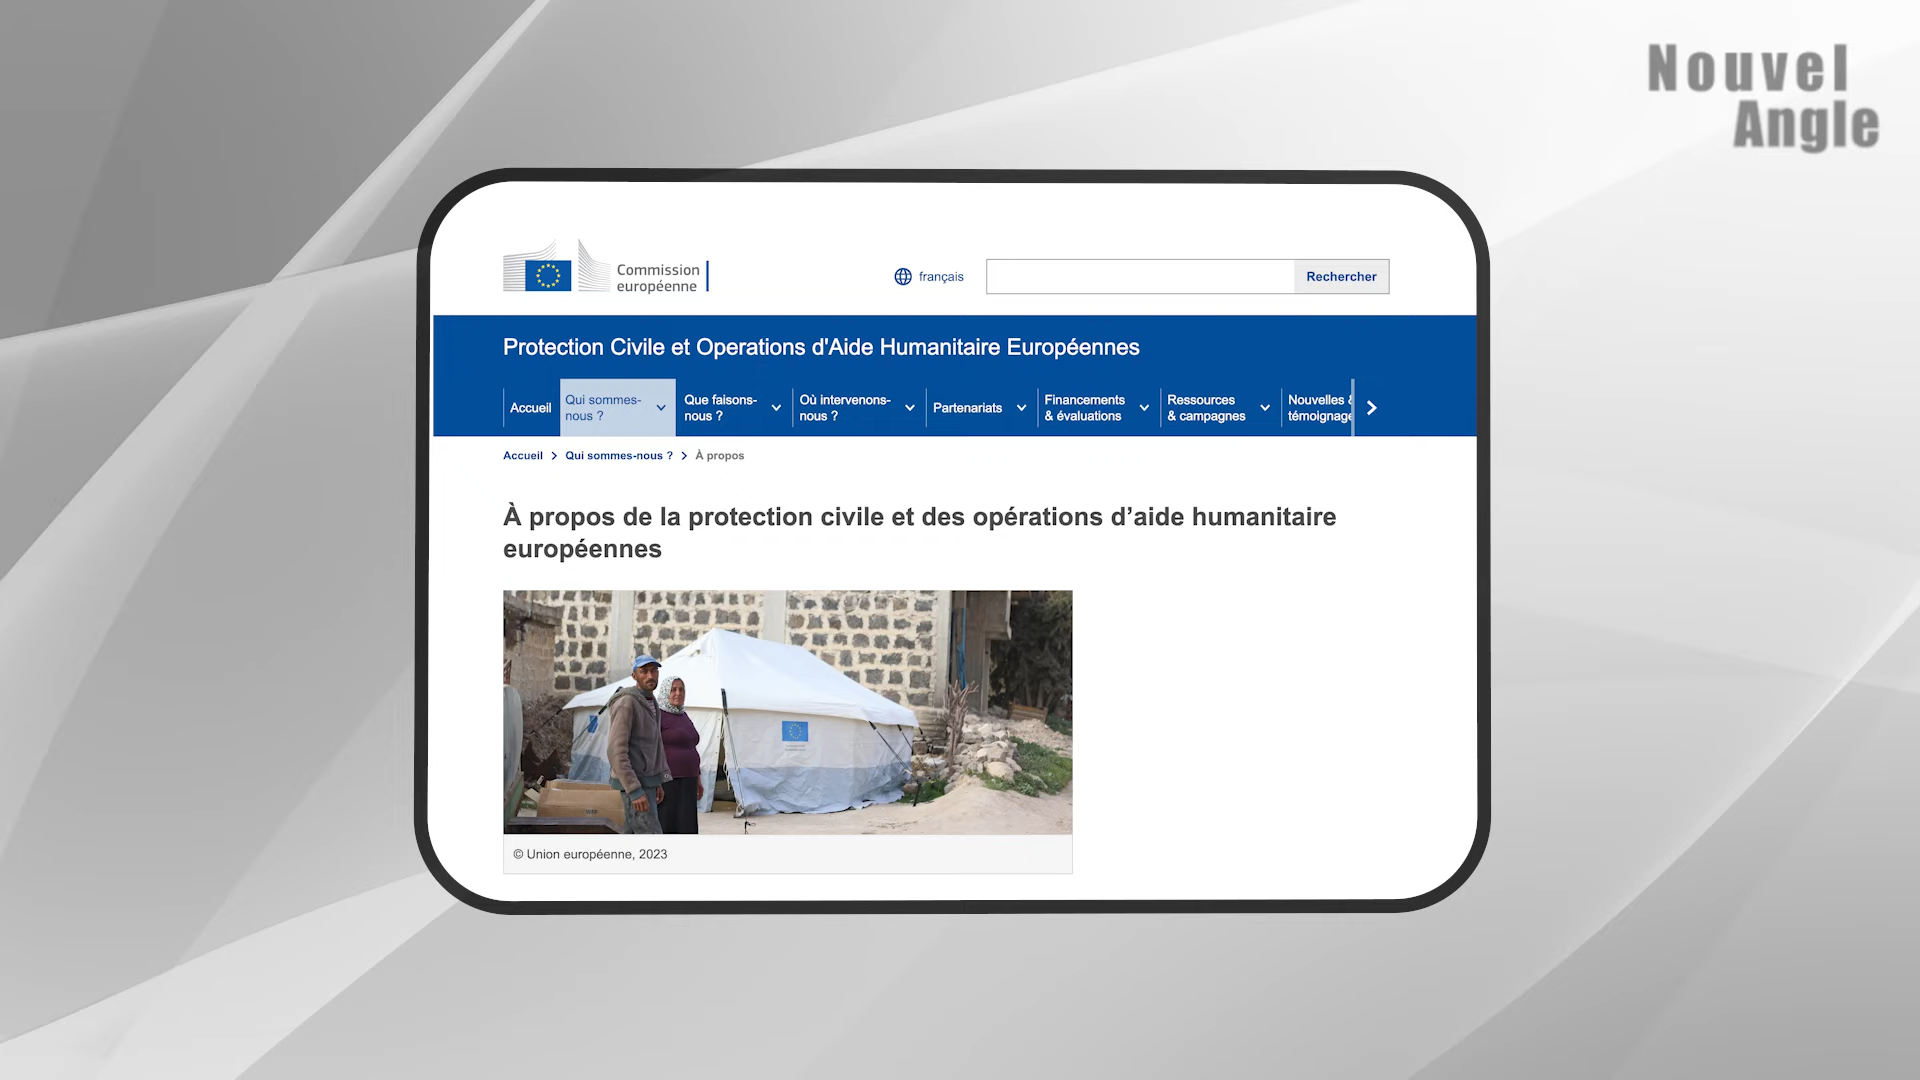 Nouvel
Angle
Commission
européenne
français
Rechercher
Protection Civile et Operations d'Aide Humanitaire Européennes
Accueil
Qui sommes-
nous ?
Que faisons-
nous ?
Où intervenons-
nous ?
Partenariats
Financements
& évaluations
Ressources
& campagnes
Nouvelles &
témoignage
Accueil > Qui sommes-nous ? > À propos
À propos de la protection civile et des opérations d’aide humanitaire
européennes
© Union européenne, 2023